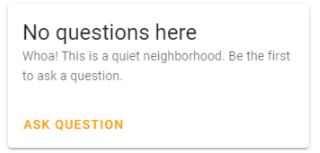 No questions here
Whoa! This is a quiet neighborhood. Be the first
to ask a question.
ASK QUESTION